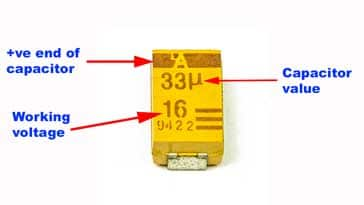 +ve end of
capacitor
A
33µ
Capacitor
value
Working
voltage
16
9422